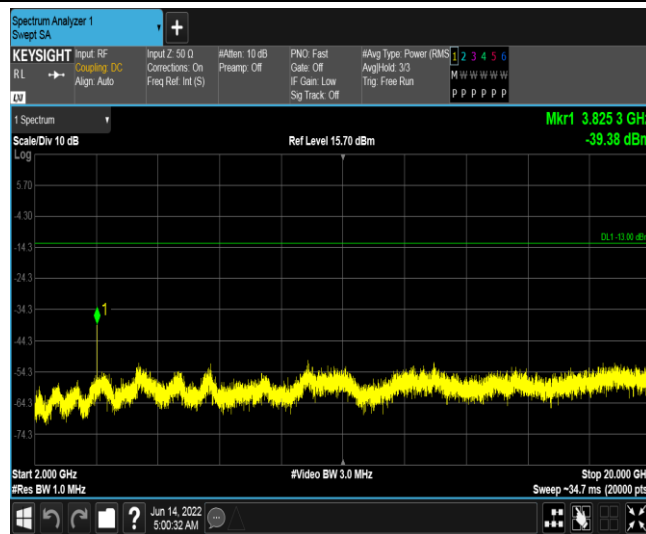 Spectrum Analyzer 1
Swept SA
+
KEYSIGHT
RL
LXI
Input: RF
Coupling: DC
Align: Auto
Input Z: 50 Ω
Corrections: On
Freq Ref: Int (S)
#Atten: 10 dB
Preamp: Off
PNO: Fast
Gate: Off
IF Gain: Low
Sig Track: Off
#Avg Type: Power (RMS
Avg|Hold: 3/3
Trig: Free Run
1 2 3 4 5 6
M W W W W W
P P P P P P
1 Spectrum
Mkr1 3.825 3 GHz
Scale/Div 10 dB
Ref Level 15.70 dBm
-39.38 dBm
Log
5.70
-4.30
DL1 -13.00 dBm
-14.3
-24.3
-34.3
1
-44.3
-54.3
-64.3
-74.3
Start 2.000 GHz
#Video BW 3.0 MHz
Stop 20.000 GHz
#Res BW 1.0 MHz
Sweep ~34.7 ms (20000 pts)
?
Jun 14, 2022
5:00:32 AM